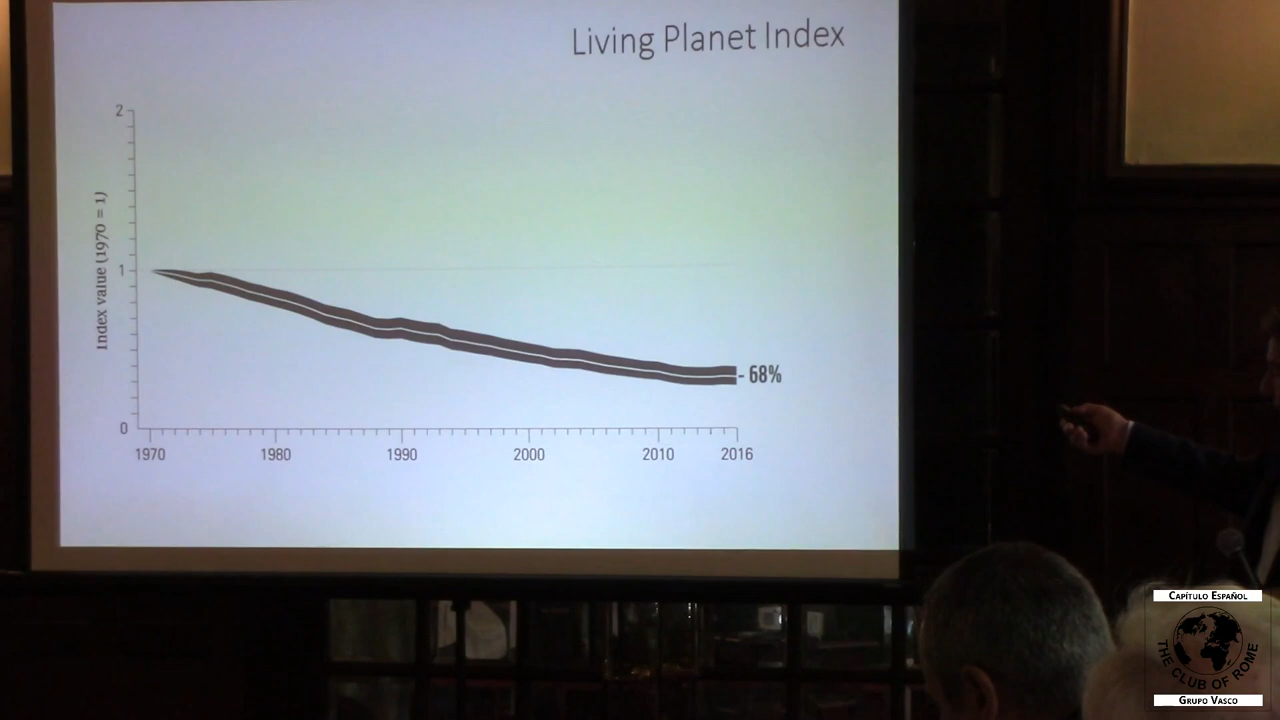 Living Planet Index
2
Index value (1970 = 1)
1
- 68%
0
1970 1980 1990 2000 2010 2016
Capítulo Español
THE CLUB OF ROME
Grupo Vasco